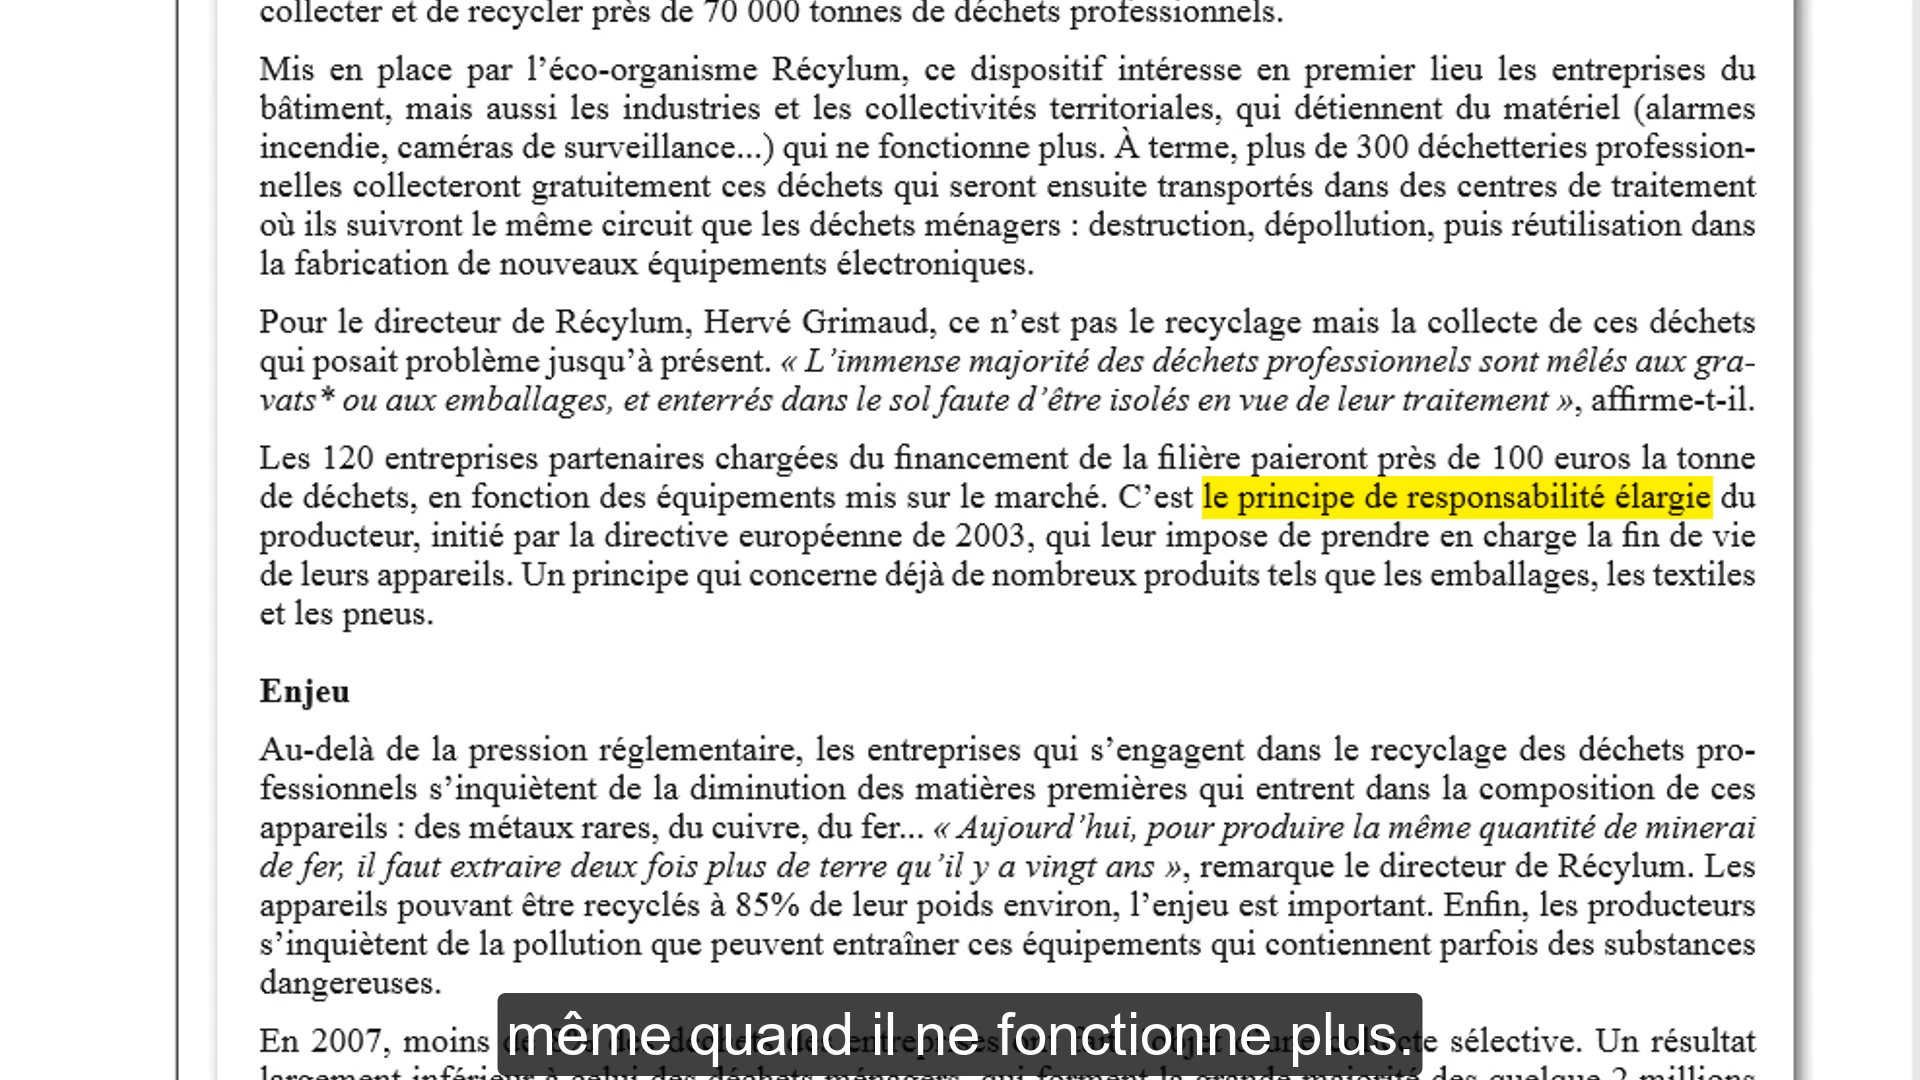 collecter et de recycler près de 70 000 tonnes de déchets professionnels.
Mis en place par l’éco-organisme Récylum, ce dispositif intéresse en premier lieu les entreprises du
bâtiment, mais aussi les industries et les collectivités territoriales, qui détiennent du matériel (alarmes
incendie, caméras de surveillance...) qui ne fonctionne plus. À terme, plus de 300 déchetteries profession-
nelles collecteront gratuitement ces déchets qui seront ensuite transportés dans des centres de traitement
où ils suivront le même circuit que les déchets ménagers : destruction, dépollution, puis réutilisation dans
la fabrication de nouveaux équipements électroniques.
Pour le directeur de Récylum, Hervé Grimaud, ce n’est pas le recyclage mais la collecte de ces déchets
qui posait problème jusqu’à présent. « L’immense majorité des déchets professionnels sont mêlés aux gra-
vats* ou aux emballages, et enterrés dans le sol faute d’être isolés en vue de leur traitement », affirme-t-il.
Les 120 entreprises partenaires chargées du financement de la filière paieront près de 100 euros la tonne
de déchets, en fonction des équipements mis sur le marché. C’est le principe de responsabilité élargie du
producteur, initié par la directive européenne de 2003, qui leur impose de prendre en charge la fin de vie
de leurs appareils. Un principe qui concerne déjà de nombreux produits tels que les emballages, les textiles
et les pneus.
Enjeu
Au-delà de la pression réglementaire, les entreprises qui s’engagent dans le recyclage des déchets pro-
fessionnels s’inquiètent de la diminution des matières premières qui entrent dans la composition de ces
appareils : des métaux rares, du cuivre, du fer... « Aujourd’hui, pour produire la même quantité de minerai
de fer, il faut extraire deux fois plus de terre qu’il y a vingt ans », remarque le directeur de Récylum. Les
appareils pouvant être recyclés à 85% de leur poids environ, l’enjeu est important. Enfin, les producteurs
s’inquiètent de la pollution que peuvent entraîner ces équipements qui contiennent parfois des substances
dangereuses.
En 2007, moins sélective. Un résultat
largement inférieur à celui des déchets ménagers, qui forment la grande majorité des quelque 2 millions
même quand il ne fonctionne plus.